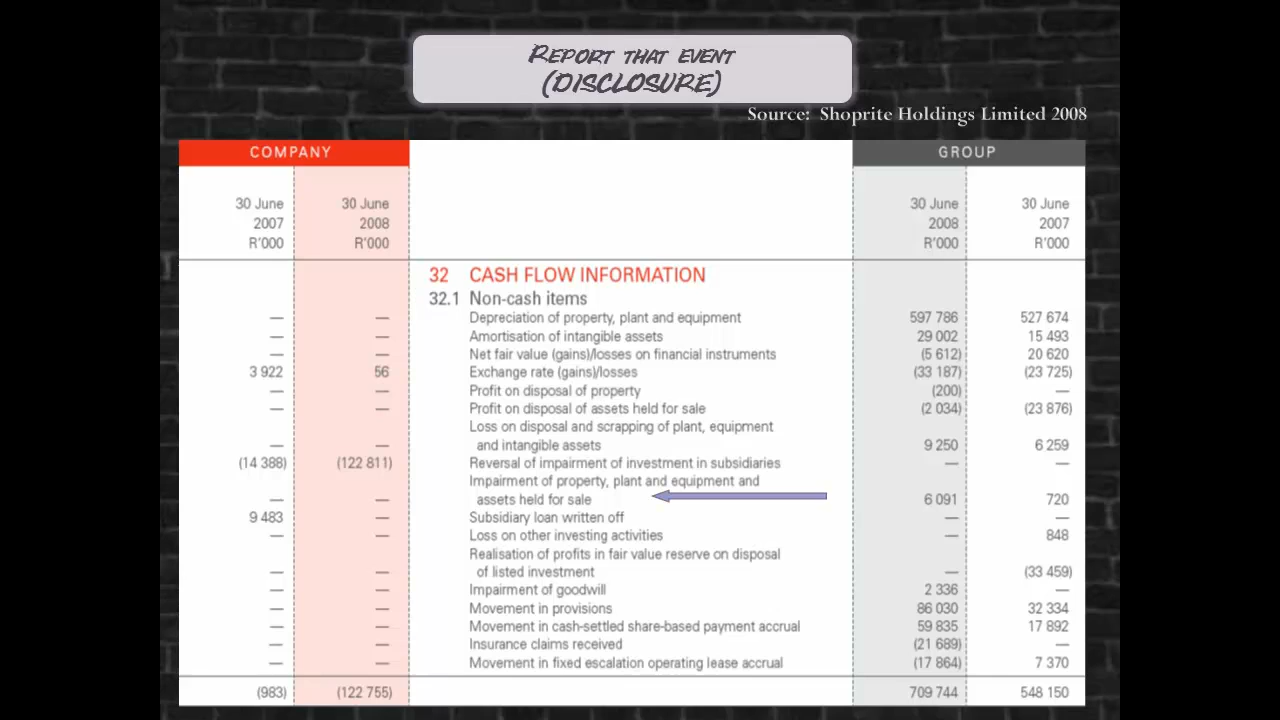 REPORT THAT EVENT
(DISCLOSURE)
Source: Shoprite Holdings Limited 2008
COMPANY GROUP
30 June 30 June 30 June 30 June
2007 2008 2008 2007
R'000 R'000 R'000 R'000
32 CASH FLOW INFORMATION
32.1 Non-cash items
— — Depreciation of property, plant and equipment 597 786 527 674
— — Amortisation of intangible assets 29 002 15 493
— — Net fair value (gains)/losses on financial instruments (5 612) 20 620
3 922 56 Exchange rate (gains)/losses (33 187) (23 725)
— — Profit on disposal of property (200) —
— — Profit on disposal of assets held for sale (2 034) (23 876)
Loss on disposal and scrapping of plant, equipment
— — and intangible assets 9 250 6 259
(14 388) (122 811) Reversal of impairment of investment in subsidiaries — —
Impairment of property, plant and equipment and
— — assets held for sale 6 091 720
9 483 — Subsidiary loan written off — —
— — Loss on other investing activities — 848
Realisation of profits in fair value reserve on disposal
— — of listed investment — (33 459)
— — Impairment of goodwill 2 336 —
— — Movement in provisions 86 030 32 334
— — Movement in cash-settled share-based payment accrual 59 835 17 892
— — Insurance claims received (21 689) —
— — Movement in fixed escalation operating lease accrual (17 864) 7 370
(983) (122 755) 709 744 548 150